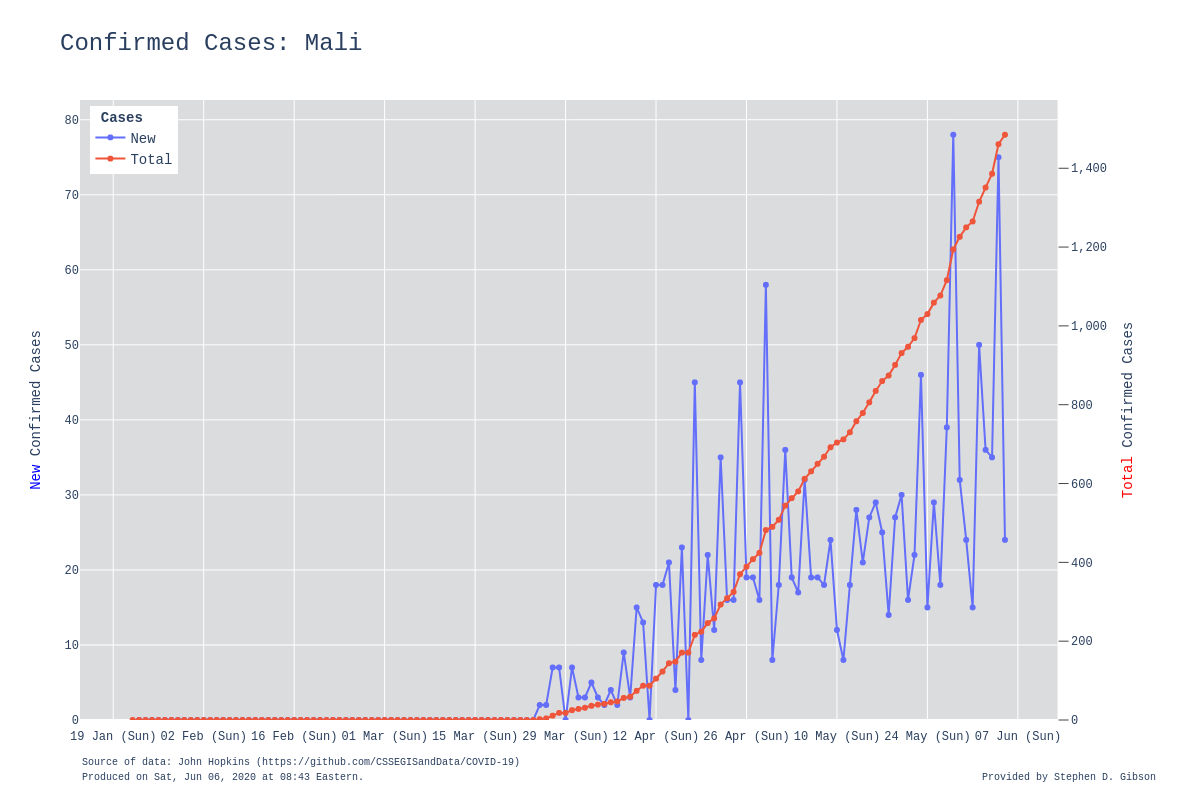 Confirmed Cases: Mali
Cases
New
Total
80
70
60
50
40
30
20
10
0
1,400
1,200
1,000
800
600
400
200
0
New Confirmed Cases
Total Confirmed Cases
19 Jan (Sun) 02 Feb (Sun) 16 Feb (Sun) 01 Mar (Sun) 15 Mar (Sun) 29 Mar (Sun) 12 Apr (Sun) 26 Apr (Sun) 10 May (Sun) 24 May (Sun) 07 Jun (Sun)
Source of data: John Hopkins (https://github.com/CSSEGISandData/COVID-19)
Produced on Sat, Jun 06, 2020 at 08:43 Eastern.
Provided by Stephen D. Gibson